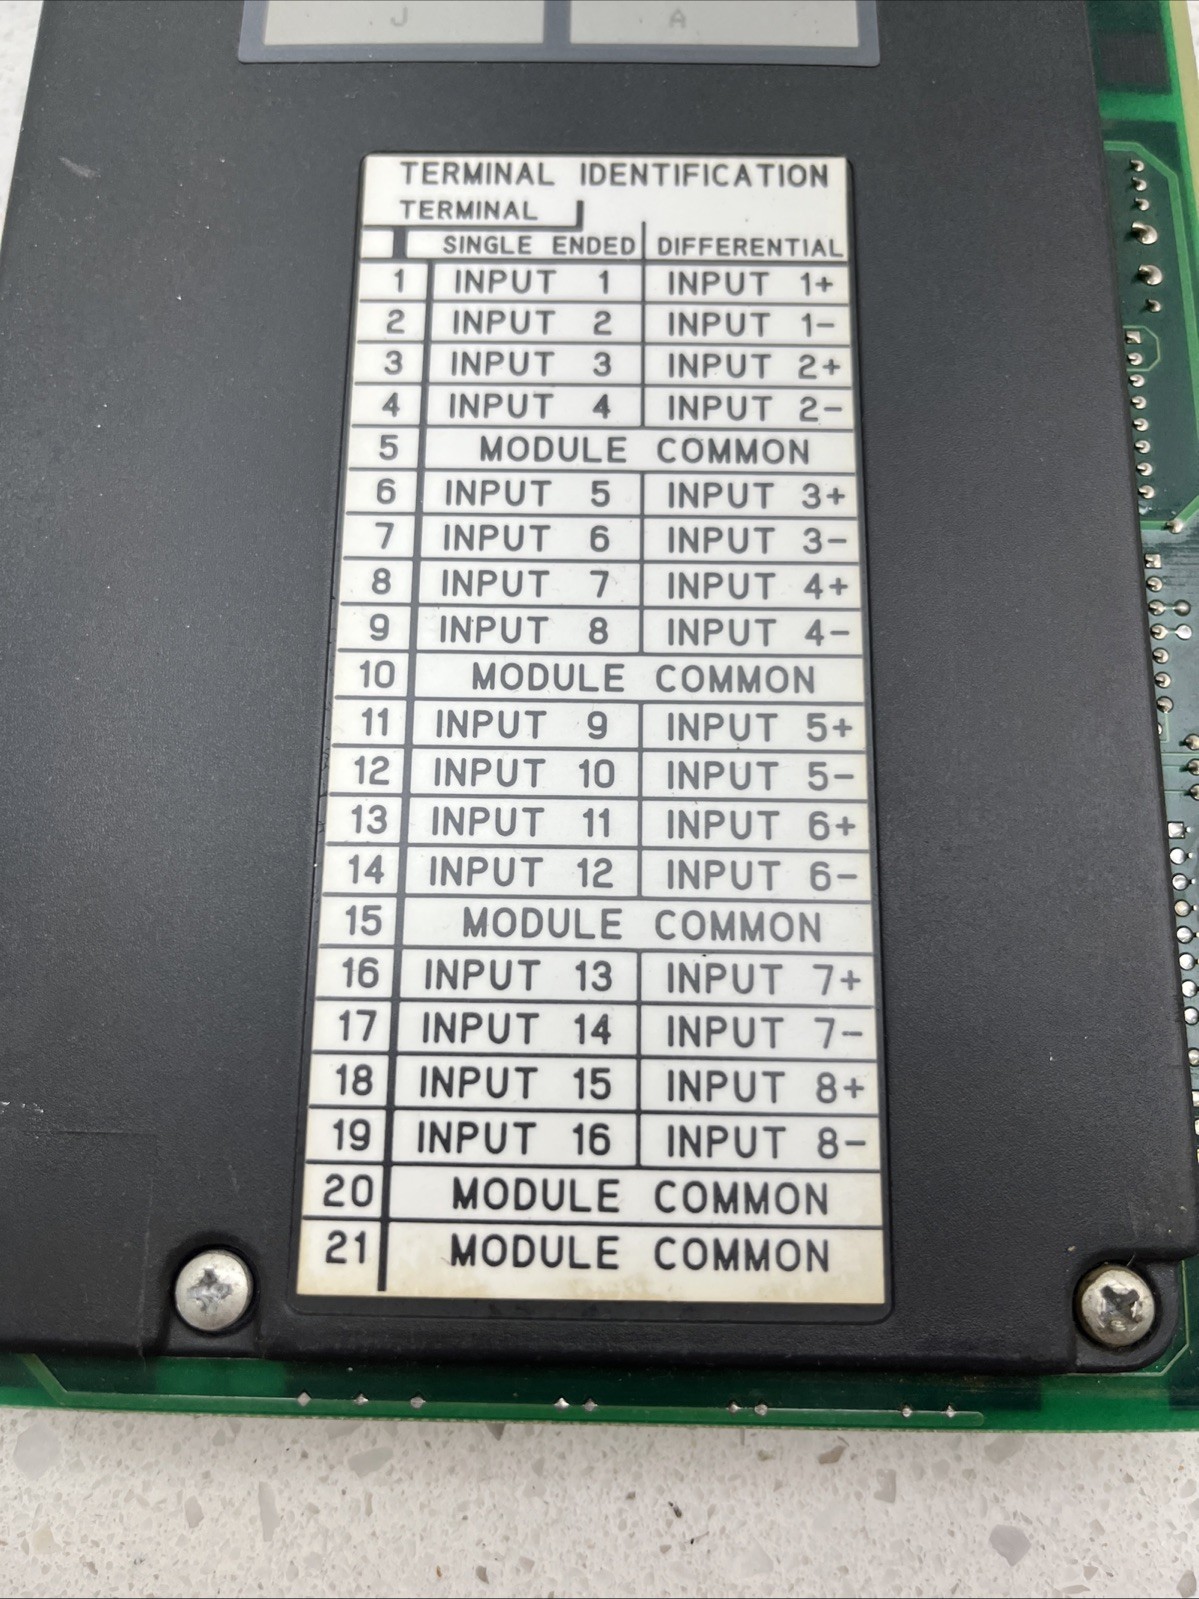 J A
TERMINAL IDENTIFICATION
TERMINAL
SINGLE ENDED DIFFERENTIAL
1 INPUT 1 INPUT 1+
2 INPUT 2 INPUT 1-
3 INPUT 3 INPUT 2+
4 INPUT 4 INPUT 2-
5 MODULE COMMON
6 INPUT 5 INPUT 3+
7 INPUT 6 INPUT 3-
8 INPUT 7 INPUT 4+
9 INPUT 8 INPUT 4-
10 MODULE COMMON
11 INPUT 9 INPUT 5+
12 INPUT 10 INPUT 5-
13 INPUT 11 INPUT 6+
14 INPUT 12 INPUT 6-
15 MODULE COMMON
16 INPUT 13 INPUT 7+
17 INPUT 14 INPUT 7-
18 INPUT 15 INPUT 8+
19 INPUT 16 INPUT 8-
20 MODULE COMMON
21 MODULE COMMON